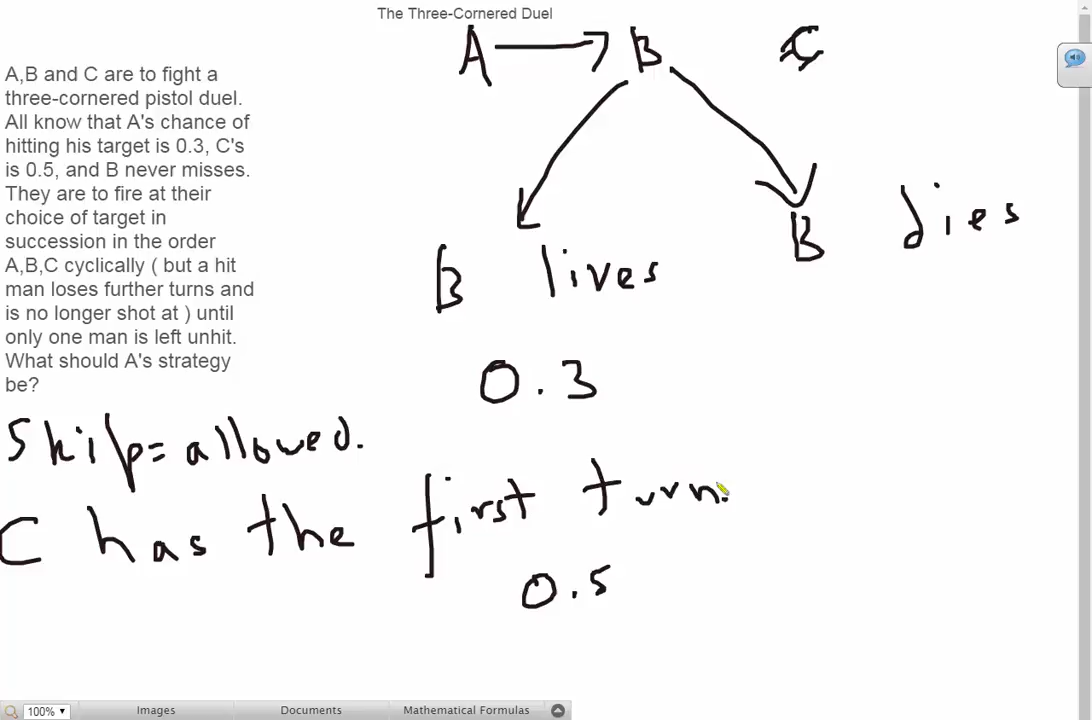 The Three-Cornered Duel
A → B C
A,B and C are to fight a
three-cornered pistol duel.
All know that A's chance of
hitting his target is 0.3, C's
is 0.5, and B never misses.
They are to fire at their
choice of target in
succession in the order
A,B,C cyclically ( but a hit
man loses further turns and
is no longer shot at ) until
only one man is left unhit.
What should A's strategy
be?
B dies
B lives
0.3
Skip= allowed.
C has the first turn.
0.5
100% Images Documents Mathematical Formulas